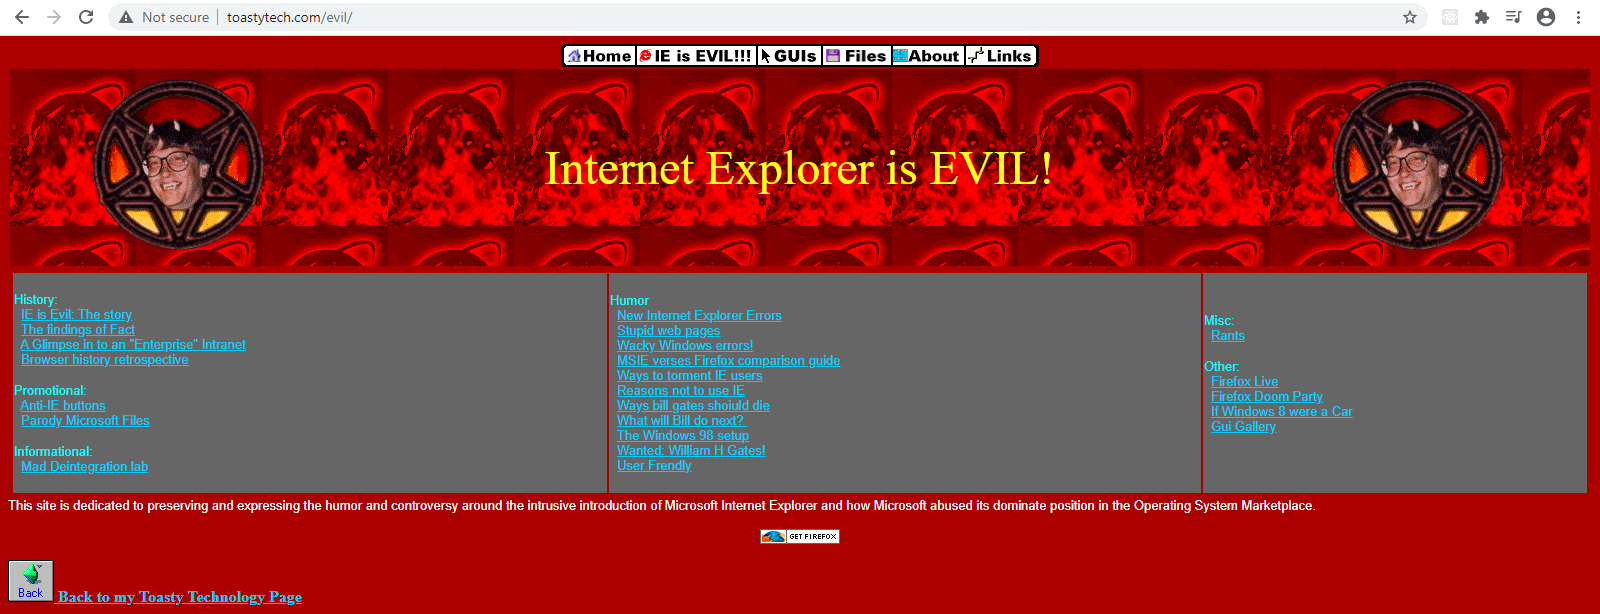 Not secure | toastytech.com/evil/
Home IE is EVIL!!! GUIs Files About Links
Internet Explorer is EVIL!
History:
IE is Evil: The story
The findings of Fact
A Glimpse in to an "Enterprise" Intranet
Browser history retrospective
Promotional:
Anti-IE buttons
Parody Microsoft Files
Informational:
Mad Deintegration lab
Humor
New Internet Explorer Errors
Stupid web pages
Wacky Windows errors!
MSIE verses Firefox comparison guide
Ways to torment IE users
Reasons not to use IE
Ways bill gates shoiuld die
What will Bill do next?
The Windows 98 setup
Wanted: William H Gates!
User Frendly
Misc:
Rants
Other:
Firefox Live
Firefox Doom Party
If Windows 8 were a Car
Gui Gallery
This site is dedicated to preserving and expressing the humor and controversy around the intrusive introduction of Microsoft Internet Explorer and how Microsoft abused its dominate position in the Operating System Marketplace.
GET FIREFOX
Back
Back to my Toasty Technology Page